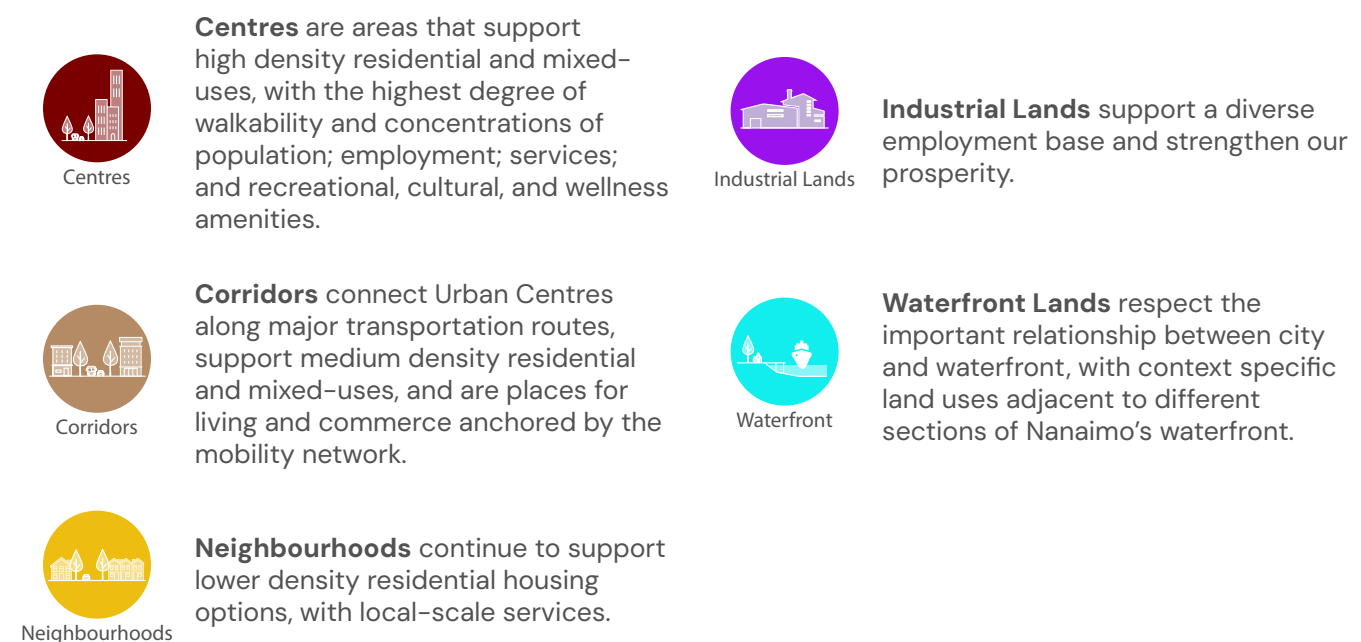 Centres are areas that support
high density residential and mixed-
uses, with the highest degree of
walkability and concentrations of
population; employment; services;
and recreational, cultural, and wellness
amenities.
Centres
Corridors connect Urban Centres
along major transportation routes,
support medium density residential
and mixed-uses, and are places for
living and commerce anchored by the
mobility network.
Corridors
Neighbourhoods continue to support
lower density residential housing
options, with local-scale services.
Neighbourhoods
Industrial Lands support a diverse
employment base and strengthen our
prosperity.
Industrial Lands
Waterfront Lands respect the
important relationship between city
and waterfront, with context specific
land uses adjacent to different
sections of Nanaimo's waterfront.
Waterfront